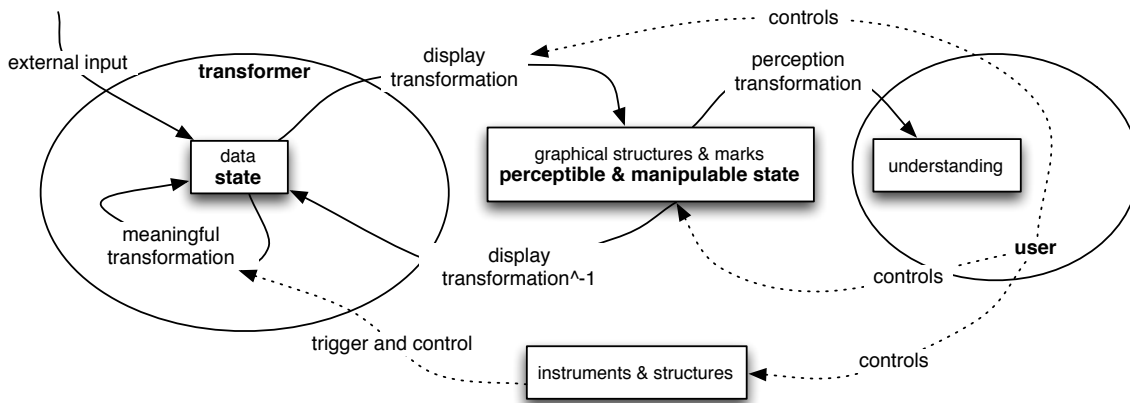 controls
external input
transformer
display
transformation
perception
transformation
data
state
graphical structures & marks
perceptible & manipulable state
understanding
meaningful
transformation
display
transformation^-1
user
controls
trigger and control
instruments & structures
controls